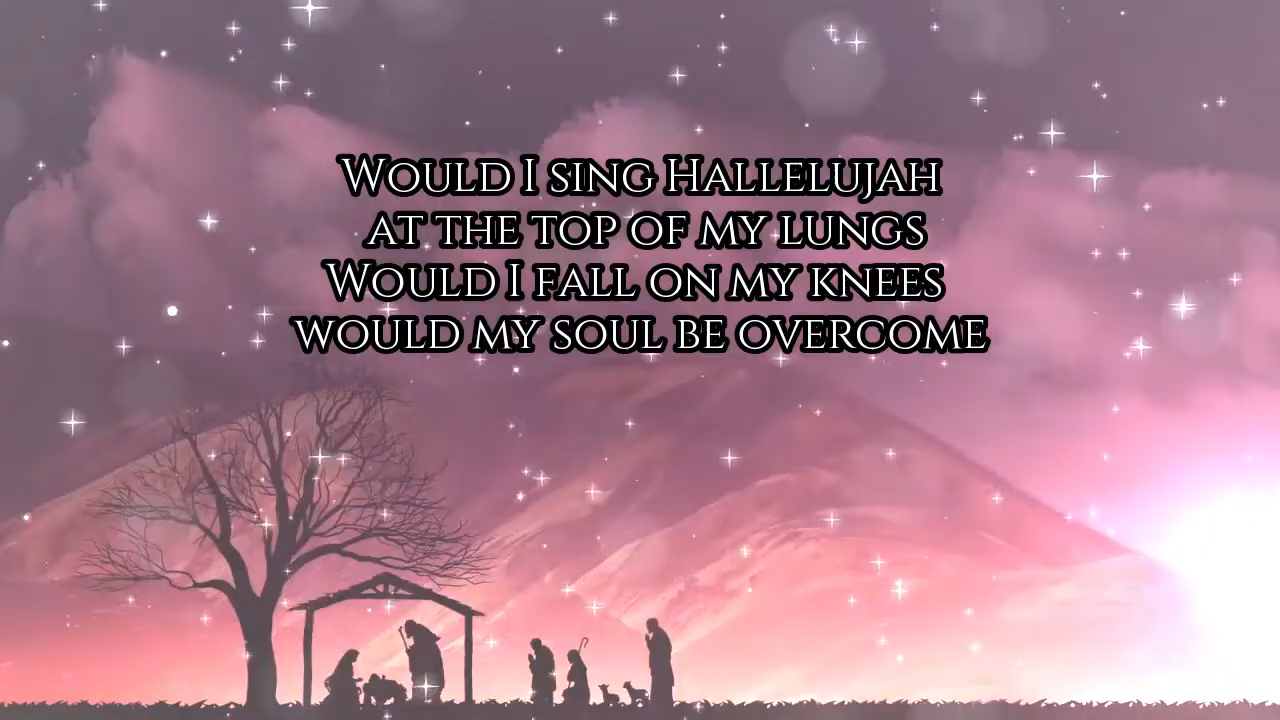 Would I sing Hallelujah
at the top of my lungs
Would I fall on my knees
would my soul be overcome